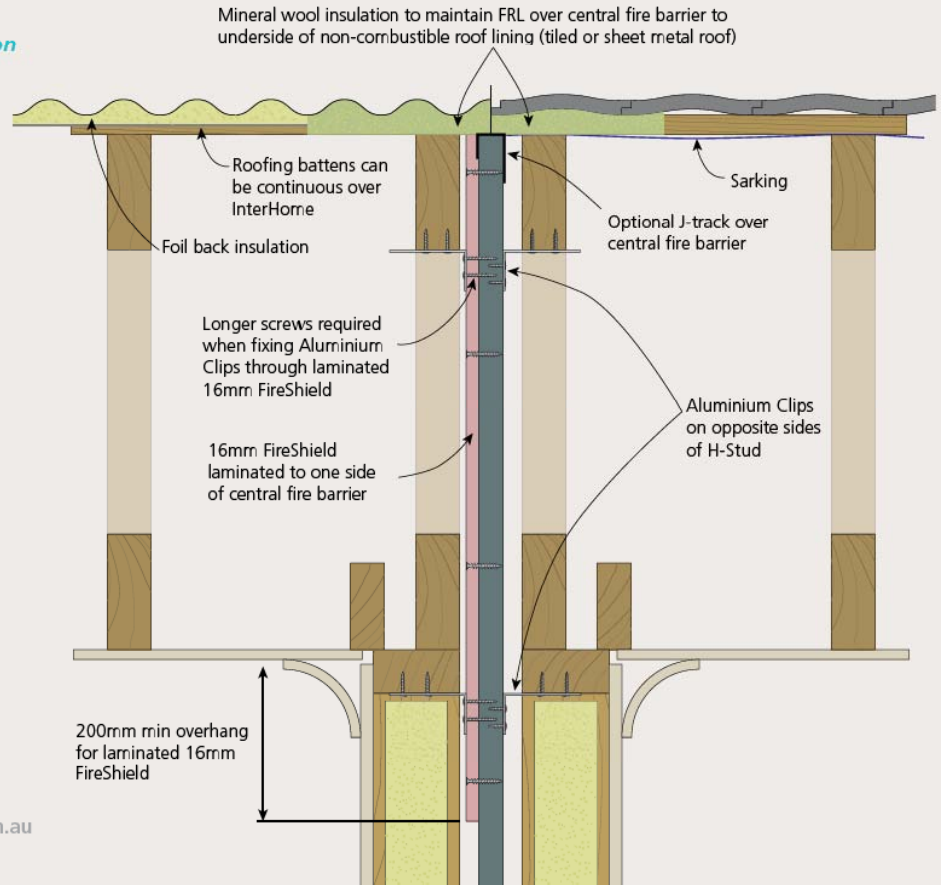 Mineral wool insulation to maintain FRL over central fire barrier to
underside of non-combustible roof lining (tiled or sheet metal roof)
on
Roofing battens can
be continuous over
InterHome
Sarking
Optional J-track over
central fire barrier
Foil back insulation
Longer screws required
when fixing Aluminium
Clips through laminated
16mm FireShield
Aluminium Clips
on opposite sides
of H-Stud
16mm FireShield
laminated to one side
of central fire barrier
200mm min overhang
for laminated 16mm
FireShield
n.au